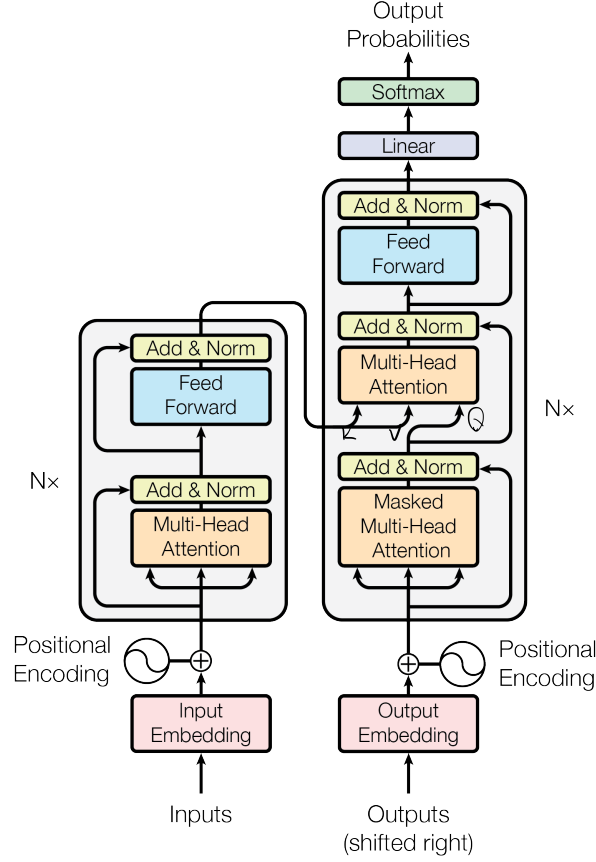 Output
Probabilities
Softmax
Linear
Add & Norm
Feed
Forward
Add & Norm
Multi-Head
Attention
K V Q
Nx
Add & Norm
Masked
Multi-Head
Attention
Add & Norm
Feed
Forward
N×
Add & Norm
Multi-Head
Attention
Positional
Encoding
Positional
Encoding
Input
Embedding
Output
Embedding
Inputs
Outputs
(shifted right)